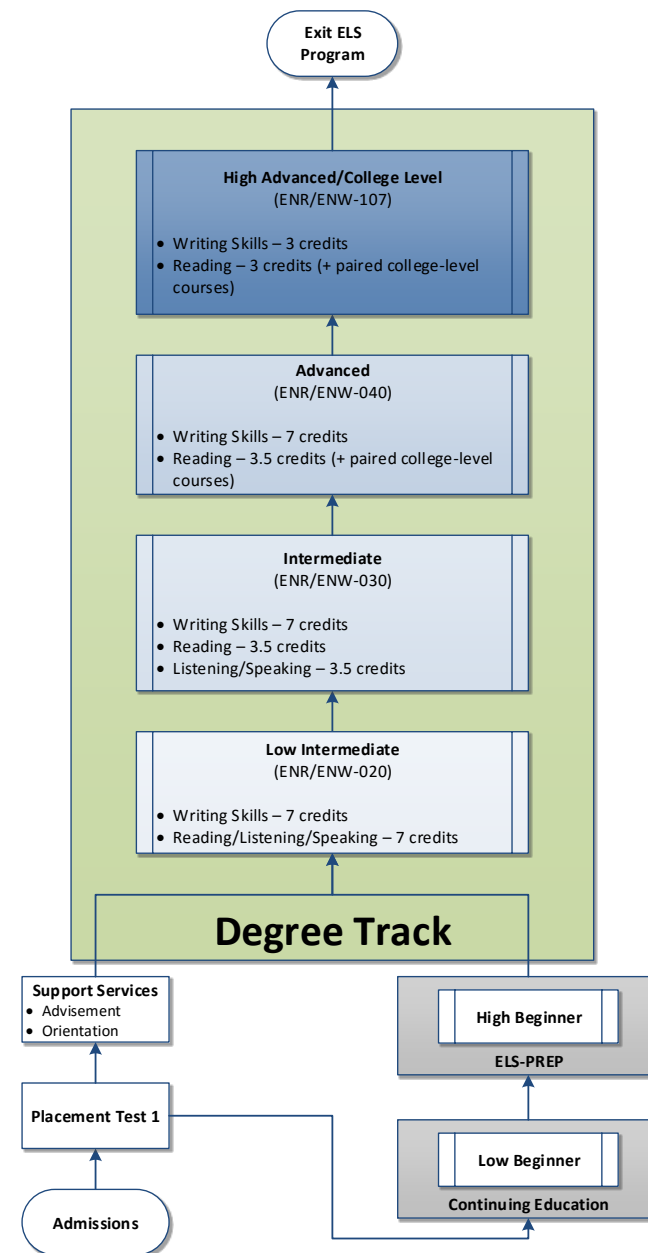 Exit ELS
Program
High Advanced/College Level
(ENR/ENW-107)
• Writing Skills – 3 credits
• Reading – 3 credits (+ paired college-level
courses)
Advanced
(ENR/ENW-040)
• Writing Skills – 7 credits
• Reading – 3.5 credits (+ paired college-level
courses)
Intermediate
(ENR/ENW-030)
• Writing Skills – 7 credits
• Reading – 3.5 credits
• Listening/Speaking – 3.5 credits
Low Intermediate
(ENR/ENW-020)
• Writing Skills – 7 credits
• Reading/Listening/Speaking – 7 credits
Degree Track
Support Services
• Advisement
• Orientation
High Beginner
ELS-PREP
Placement Test 1
Low Beginner
Continuing Education
Admissions